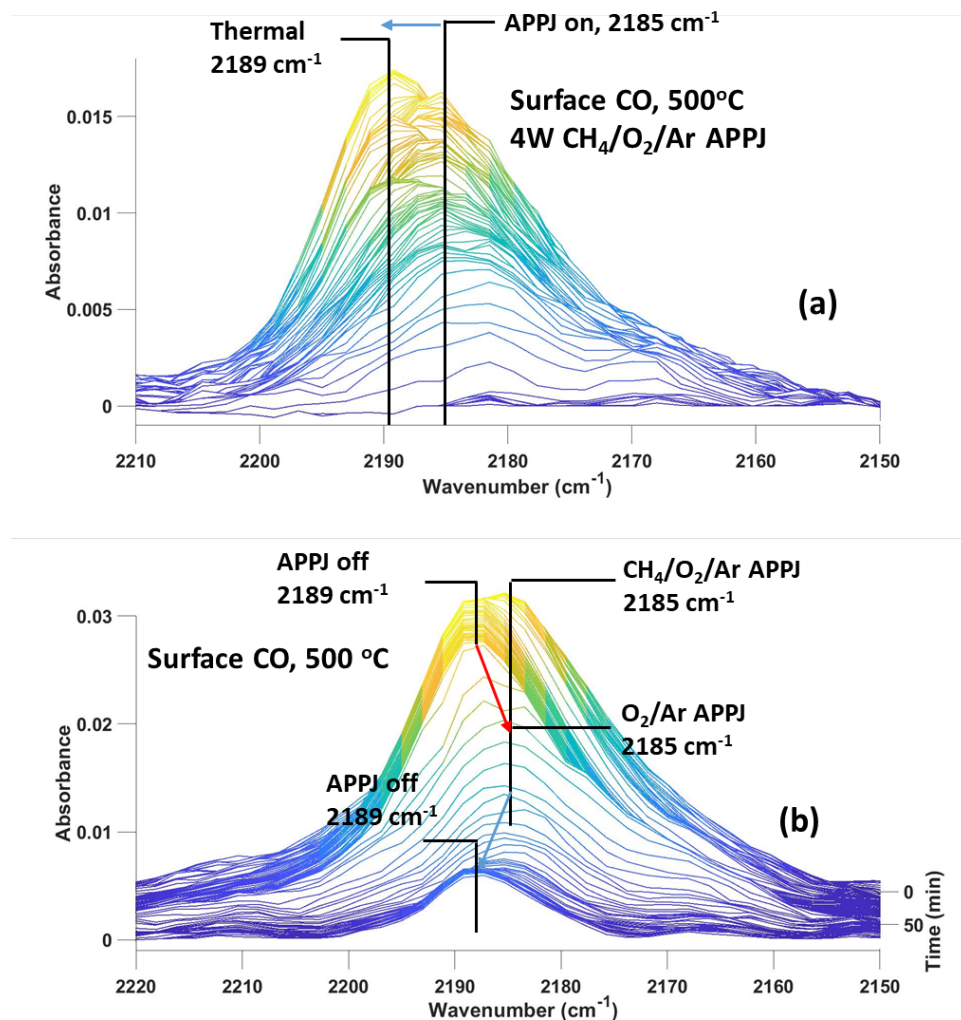 Thermal
2189 cm⁻¹
APPJ on, 2185 cm⁻¹
Surface CO, 500°C
4W CH₄/O₂/Ar APPJ
(a)
0.015
0.01
0.005
0
Absorbance
2210 2200 2190 2180 2170 2160 2150
Wavenumber (cm⁻¹)
APPJ off
2189 cm⁻¹
CH₄/O₂/Ar APPJ
2185 cm⁻¹
Surface CO, 500 °C
O₂/Ar APPJ
2185 cm⁻¹
APPJ off
2189 cm⁻¹
(b)
0.03
0.02
0.01
0
Absorbance
0
50
Time (min)
2220 2210 2200 2190 2180 2170 2160 2150
Wavenumber (cm⁻¹)